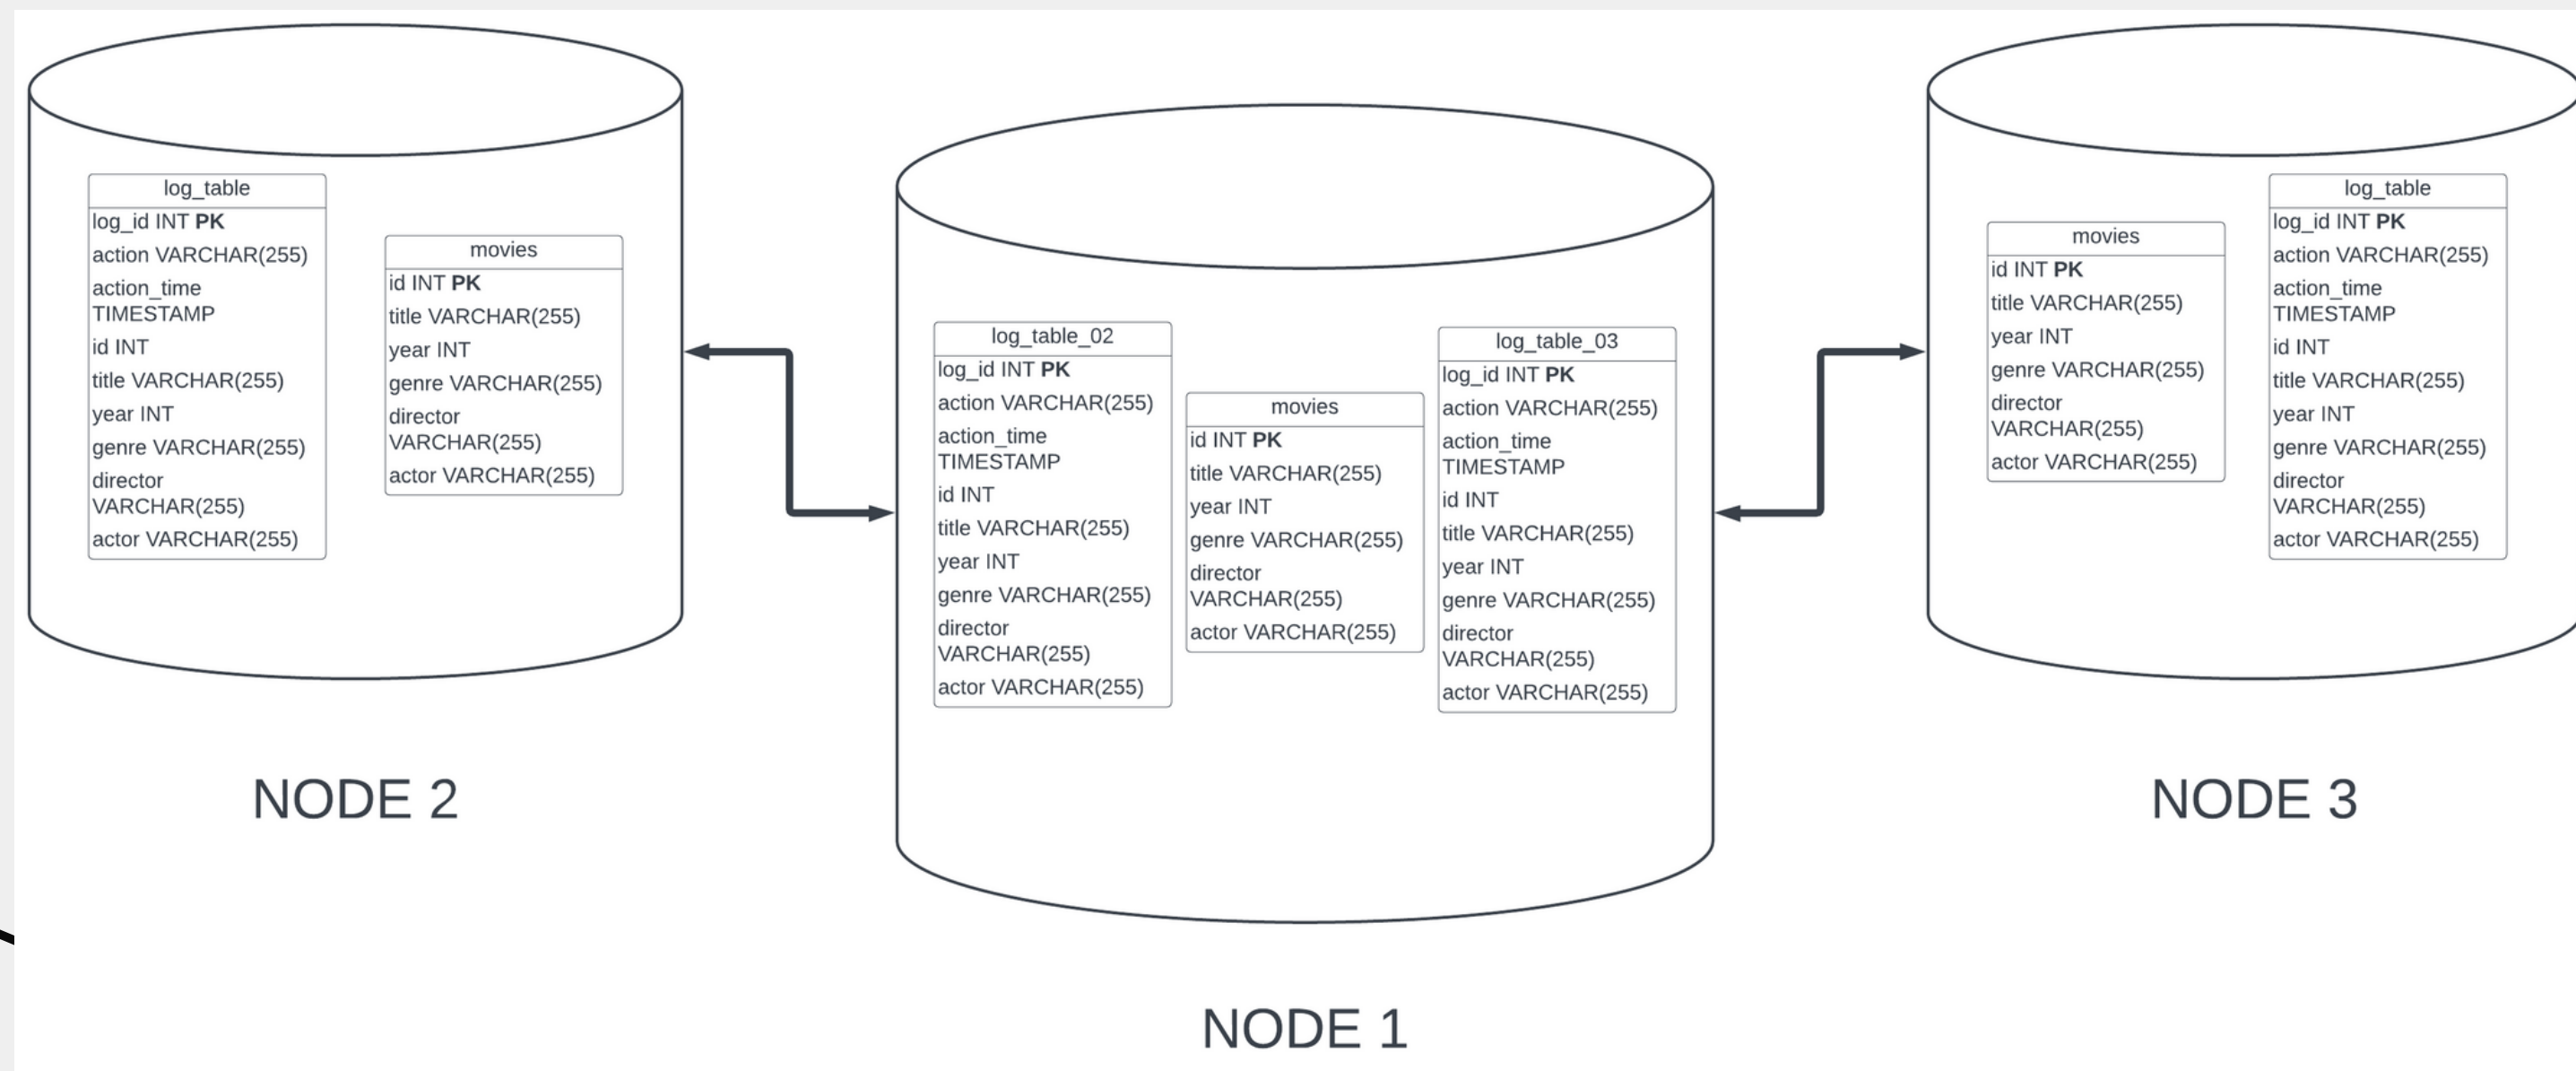 log_table
log_id INT PK
action VARCHAR(255)
action_time
TIMESTAMP
id INT
title VARCHAR(255)
year INT
genre VARCHAR(255)
director
VARCHAR(255)
actor VARCHAR(255)
movies
id INT PK
title VARCHAR(255)
year INT
genre VARCHAR(255)
director
VARCHAR(255)
actor VARCHAR(255)
NODE 2
log_table_02
log_id INT PK
action VARCHAR(255)
action_time
TIMESTAMP
id INT
title VARCHAR(255)
year INT
genre VARCHAR(255)
director
VARCHAR(255)
actor VARCHAR(255)
movies
id INT PK
title VARCHAR(255)
year INT
genre VARCHAR(255)
director
VARCHAR(255)
actor VARCHAR(255)
log_table_03
log_id INT PK
action VARCHAR(255)
action_time
TIMESTAMP
id INT
title VARCHAR(255)
year INT
genre VARCHAR(255)
director
VARCHAR(255)
actor VARCHAR(255)
NODE 1
movies
id INT PK
title VARCHAR(255)
year INT
genre VARCHAR(255)
director
VARCHAR(255)
actor VARCHAR(255)
log_table
log_id INT PK
action VARCHAR(255)
action_time
TIMESTAMP
id INT
title VARCHAR(255)
year INT
genre VARCHAR(255)
director
VARCHAR(255)
actor VARCHAR(255)
NODE 3